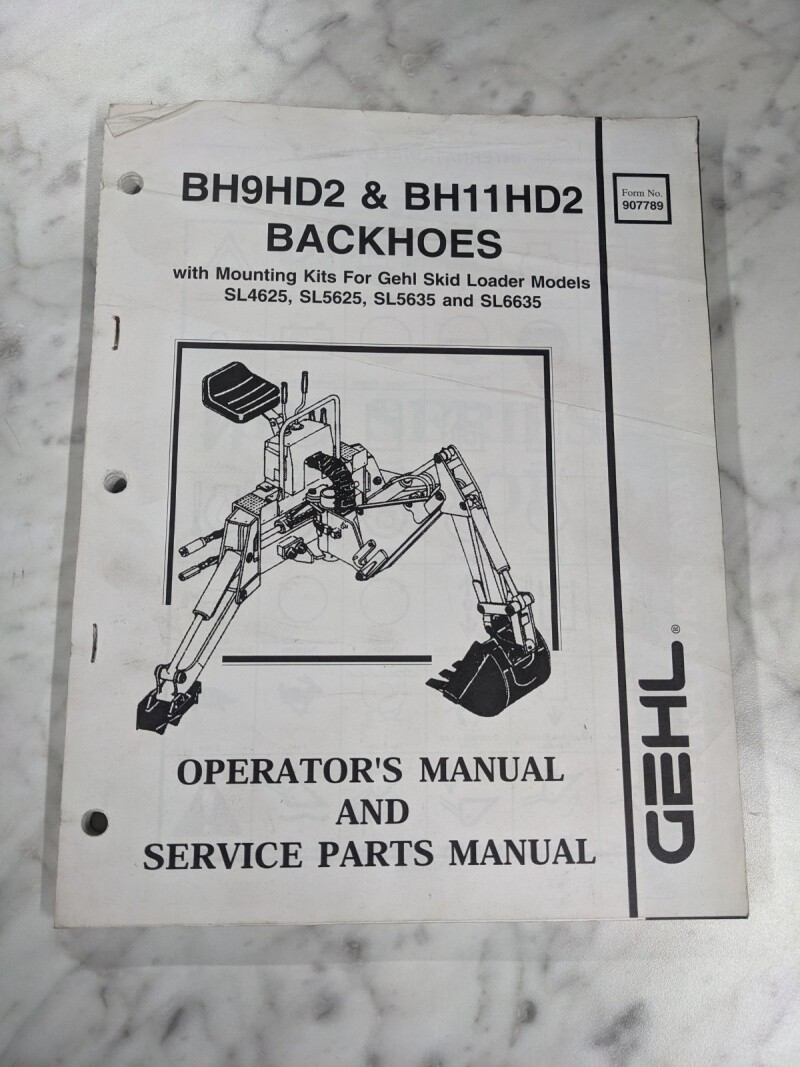 BH9HD2 & BH11HD2
BACKHOES
with Mounting Kits For Gehl Skid Loader Models
SL4625, SL5625, SL5635 and SL6635
Form No.
907789
OPERATOR'S MANUAL
AND
SERVICE PARTS MANUAL
GEHL®